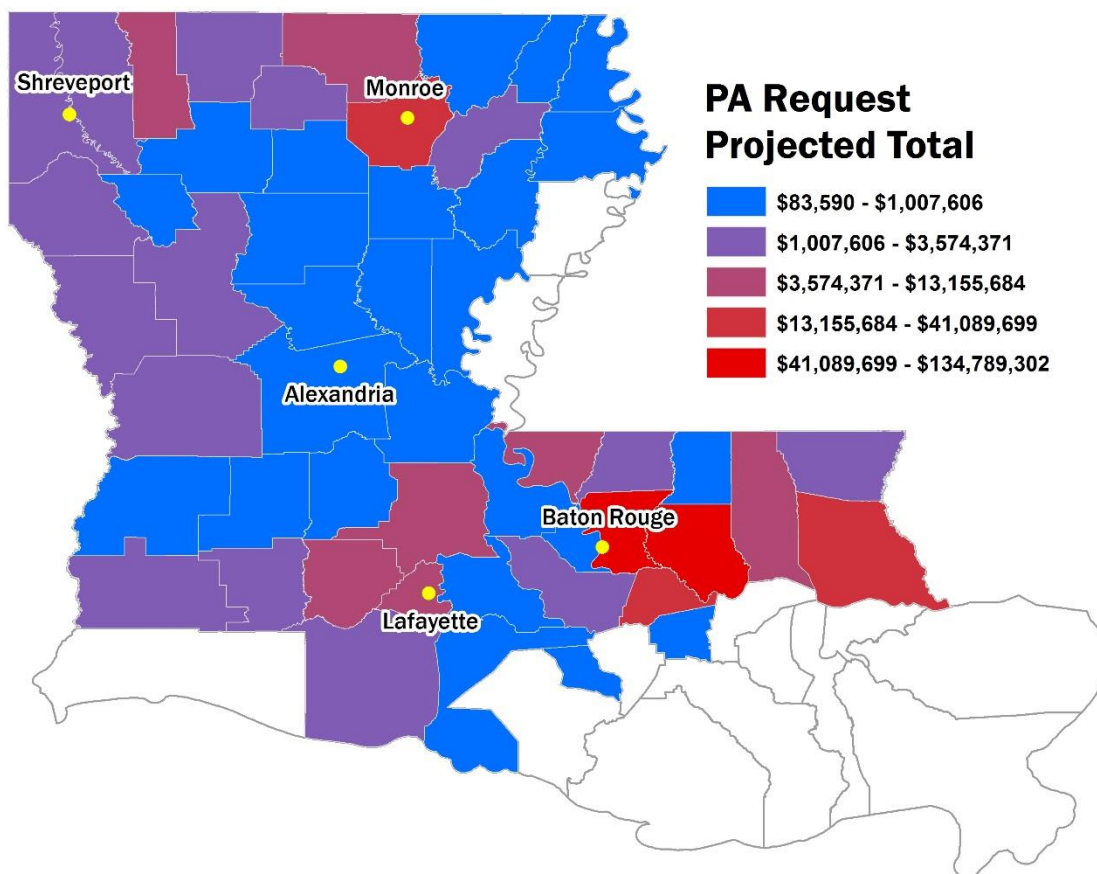 Shreveport
Monroe
PA Request
Projected Total
$83,590 - $1,007,606
$1,007,606 - $3,574,371
$3,574,371 - $13,155,684
$13,155,684 - $41,089,699
$41,089,699 - $134,789,302
Alexandria
Baton Rouge
Lafayette